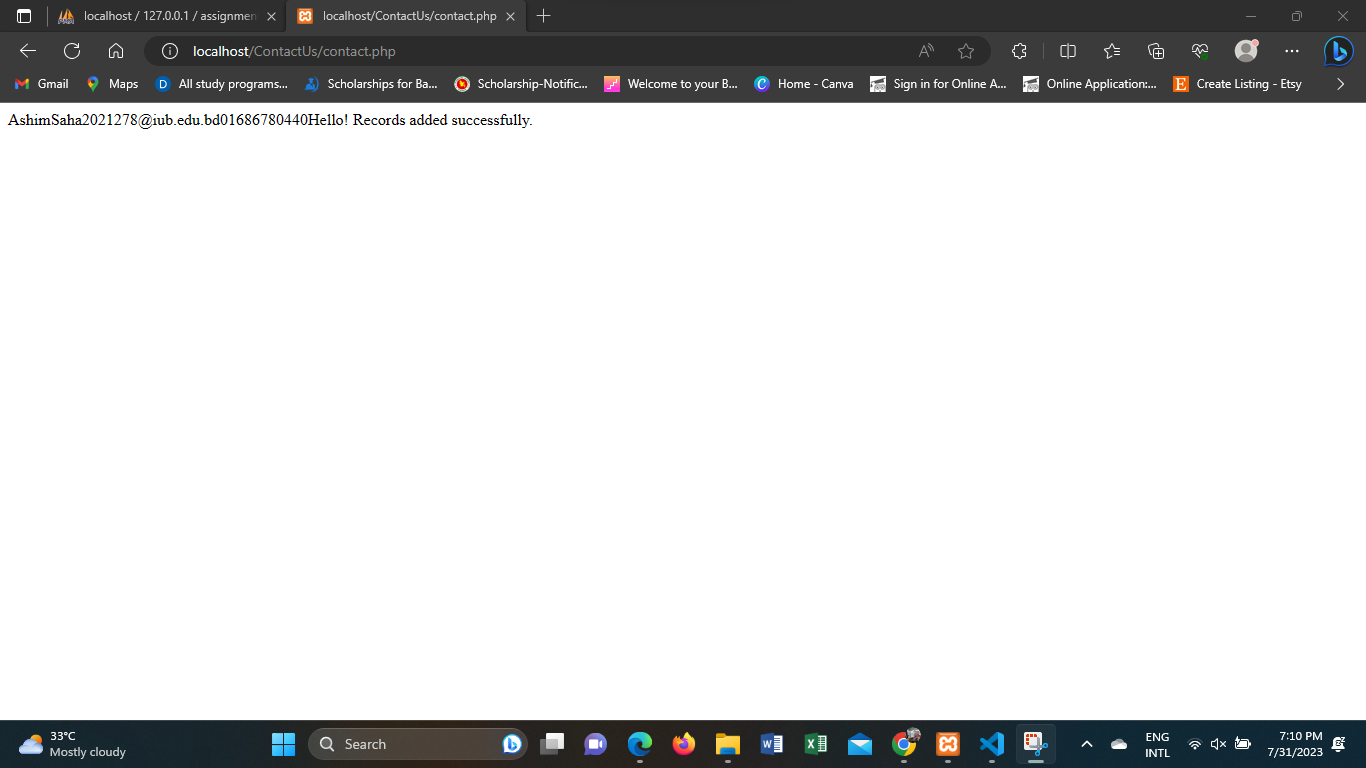 localhost / 127.0.0.1 / assignmen
localhost/ContactUs/contact.php
localhost/ContactUs/contact.php
Gmail
Maps
All study programs...
Scholarships for Ba...
Scholarship-Notific...
Welcome to your B...
Home - Canva
Sign in for Online A...
Online Application:...
Create Listing - Etsy
AshimSaha2021278@iub.edu.bd01686780440Hello! Records added successfully.
33°C
Mostly cloudy
Search
ENG
INTL
7:10 PM
7/31/2023